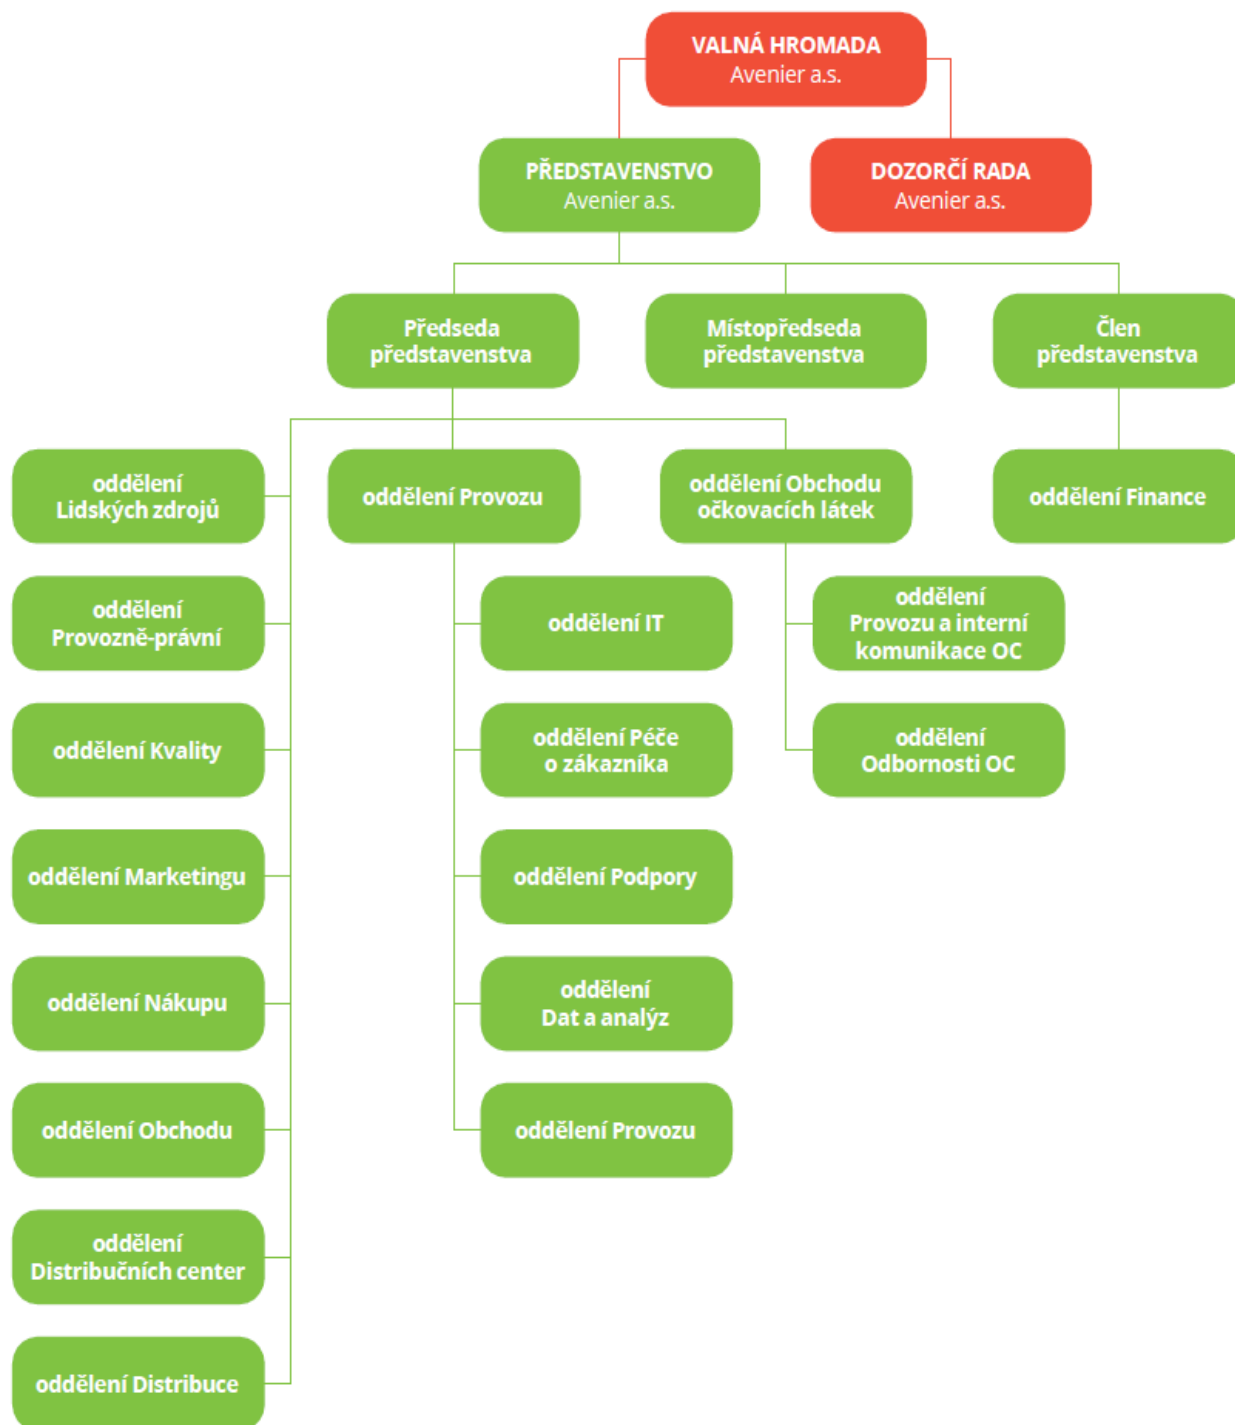 VALNÁ HROMADA
Avenier a.s.
PŘEDSTAVENSTVO
Avenier a.s.
DOZORČÍ RADA
Avenier a.s.
Předseda
představenstva
Místopředseda
představenstva
Člen
představenstva
oddělení
Lidských zdrojů
oddělení Provozu
oddělení Obchodu
očkovacích látek
oddělení Finance
oddělení
Provozně-právní
oddělení IT
oddělení
Provozu a interní
komunikace OC
oddělení Kvality
oddělení Péče
o zákazníka
oddělení
Odbornosti OC
oddělení Marketingu
oddělení Podpory
oddělení Nákupu
oddělení
Dat a analýz
oddělení Obchodu
oddělení Provozu
oddělení
Distribučních center
oddělení Distribuce